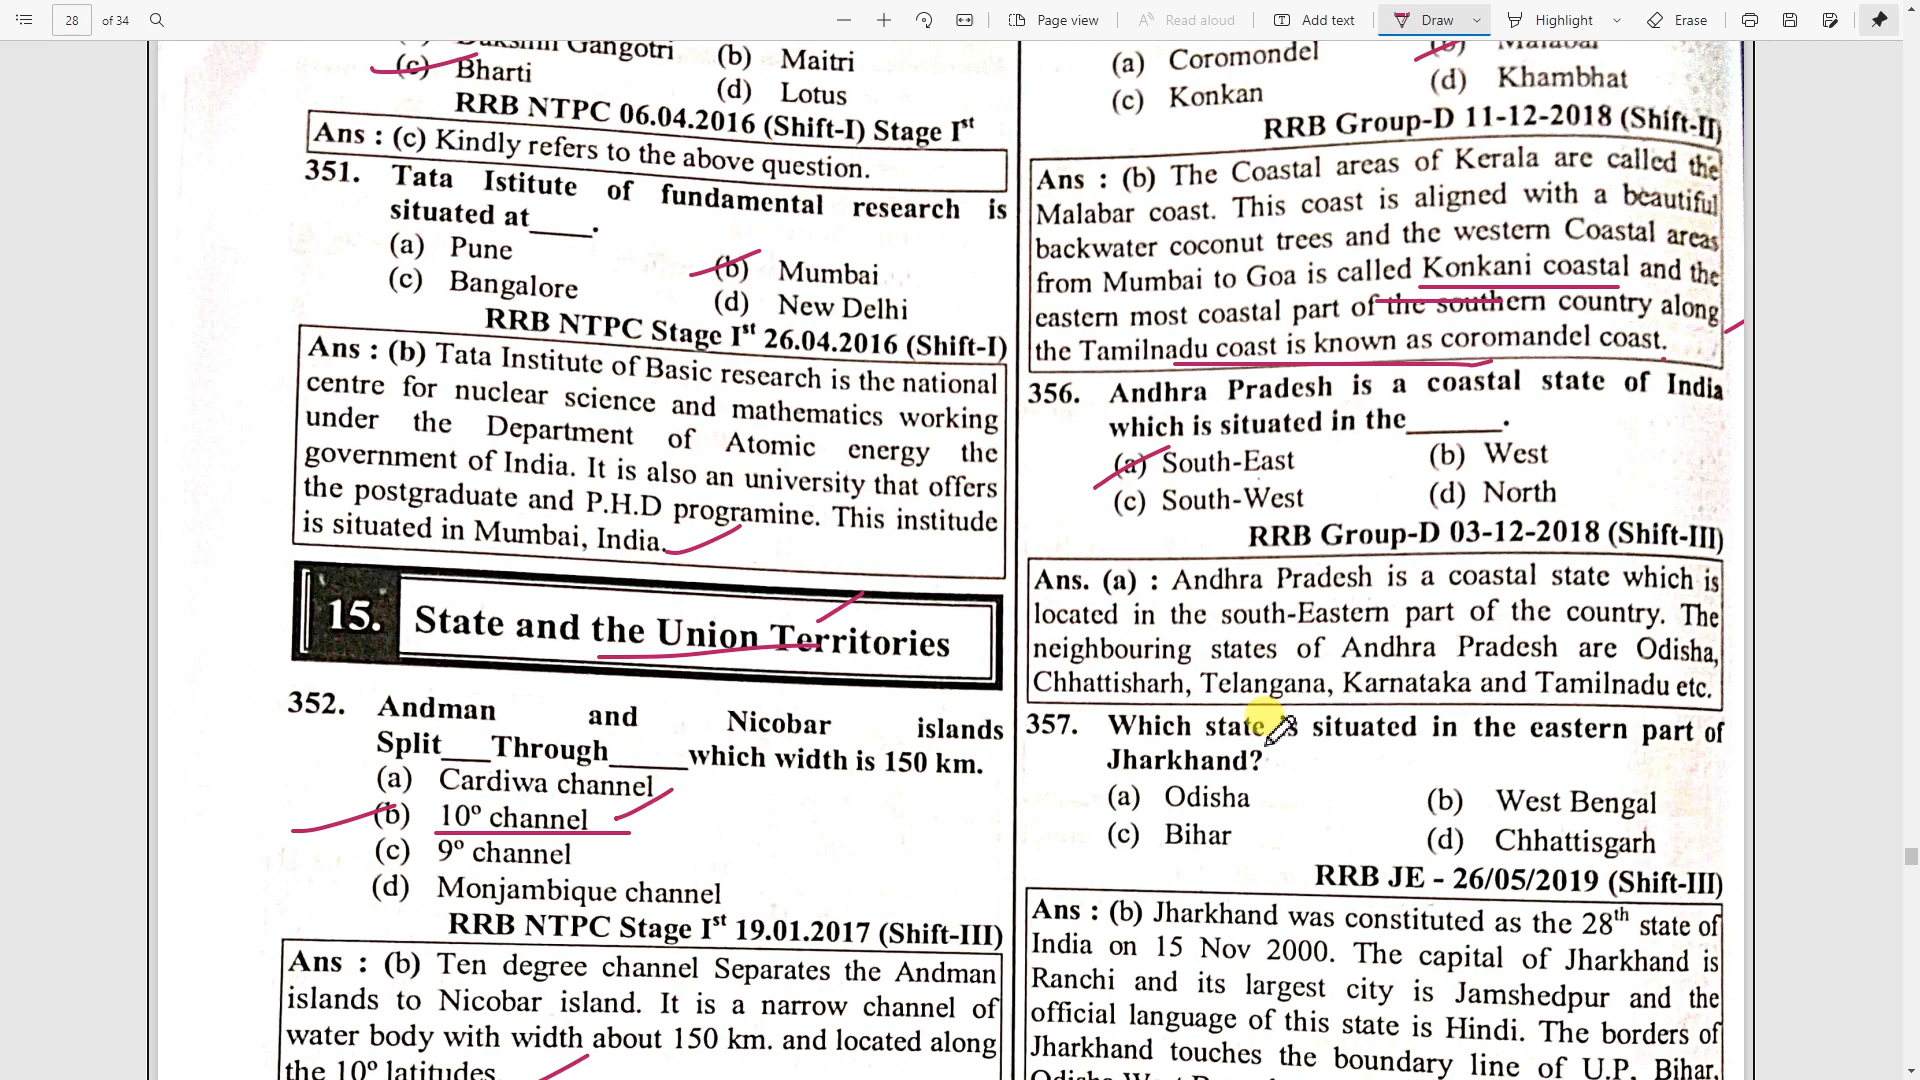 28 of 34 Page view Read aloud Add text Draw Highlight Erase
Dakshin Gangotri (b) Maitri
(c) Bharti
(d) Lotus
RRB NTPC 06.04.2016 (Shift-I) Stage Ist
Ans : (c) Kindly refers to the above question.
351. Tata Istitute of fundamental research is
situated at____.
(a) Pune
(b) Mumbai
(c) Bangalore
(d) New Delhi
RRB NTPC Stage Ist 26.04.2016 (Shift-I)
Ans : (b) Tata Institute of Basic research is the national
centre for nuclear science and mathematics working
under the Department of Atomic energy the
government of India. It is also an university that offers
the postgraduate and P.H.D programine. This institude
is situated in Mumbai, India.
15. State and the Union Territories
352. Andman and Nicobar islands
Split___Through_____which width is 150 km.
(a) Cardiwa channel
(b) 10º channel
(c) 9º channel
(d) Monjambique channel
RRB NTPC Stage Ist 19.01.2017 (Shift-III)
Ans : (b) Ten degree channel Separates the Andman
islands to Nicobar island. It is a narrow channel of
water body with width about 150 km. and located along
the 10º latitudes
(a) Coromondel
(b) Malabar
(c) Konkan
(d) Khambhat
RRB Group-D 11-12-2018 (Shift-II)
Ans : (b) The Coastal areas of Kerala are called the
Malabar coast. This coast is aligned with a beautiful
backwater coconut trees and the western Coastal areas
from Mumbai to Goa is called Konkani coastal and the
eastern most coastal part of the southern country along
the Tamilnadu coast is known as coromandel coast.
356. Andhra Pradesh is a coastal state of India
which is situated in the_______.
(a) South-East (b) West
(c) South-West (d) North
RRB Group-D 03-12-2018 (Shift-III)
Ans. (a) : Andhra Pradesh is a coastal state which is
located in the south-Eastern part of the country. The
neighbouring states of Andhra Pradesh are Odisha,
Chhattisharh, Telangana, Karnataka and Tamilnadu etc.
357. Which state is situated in the eastern part of
Jharkhand?
(a) Odisha (b) West Bengal
(c) Bihar (d) Chhattisgarh
RRB JE - 26/05/2019 (Shift-III)
Ans : (b) Jharkhand was constituted as the 28th state of
India on 15 Nov 2000. The capital of Jharkhand is
Ranchi and its largest city is Jamshedpur and the
official language of this state is Hindi. The borders of
Jharkhand touches the boundary line of U.P, Bihar,